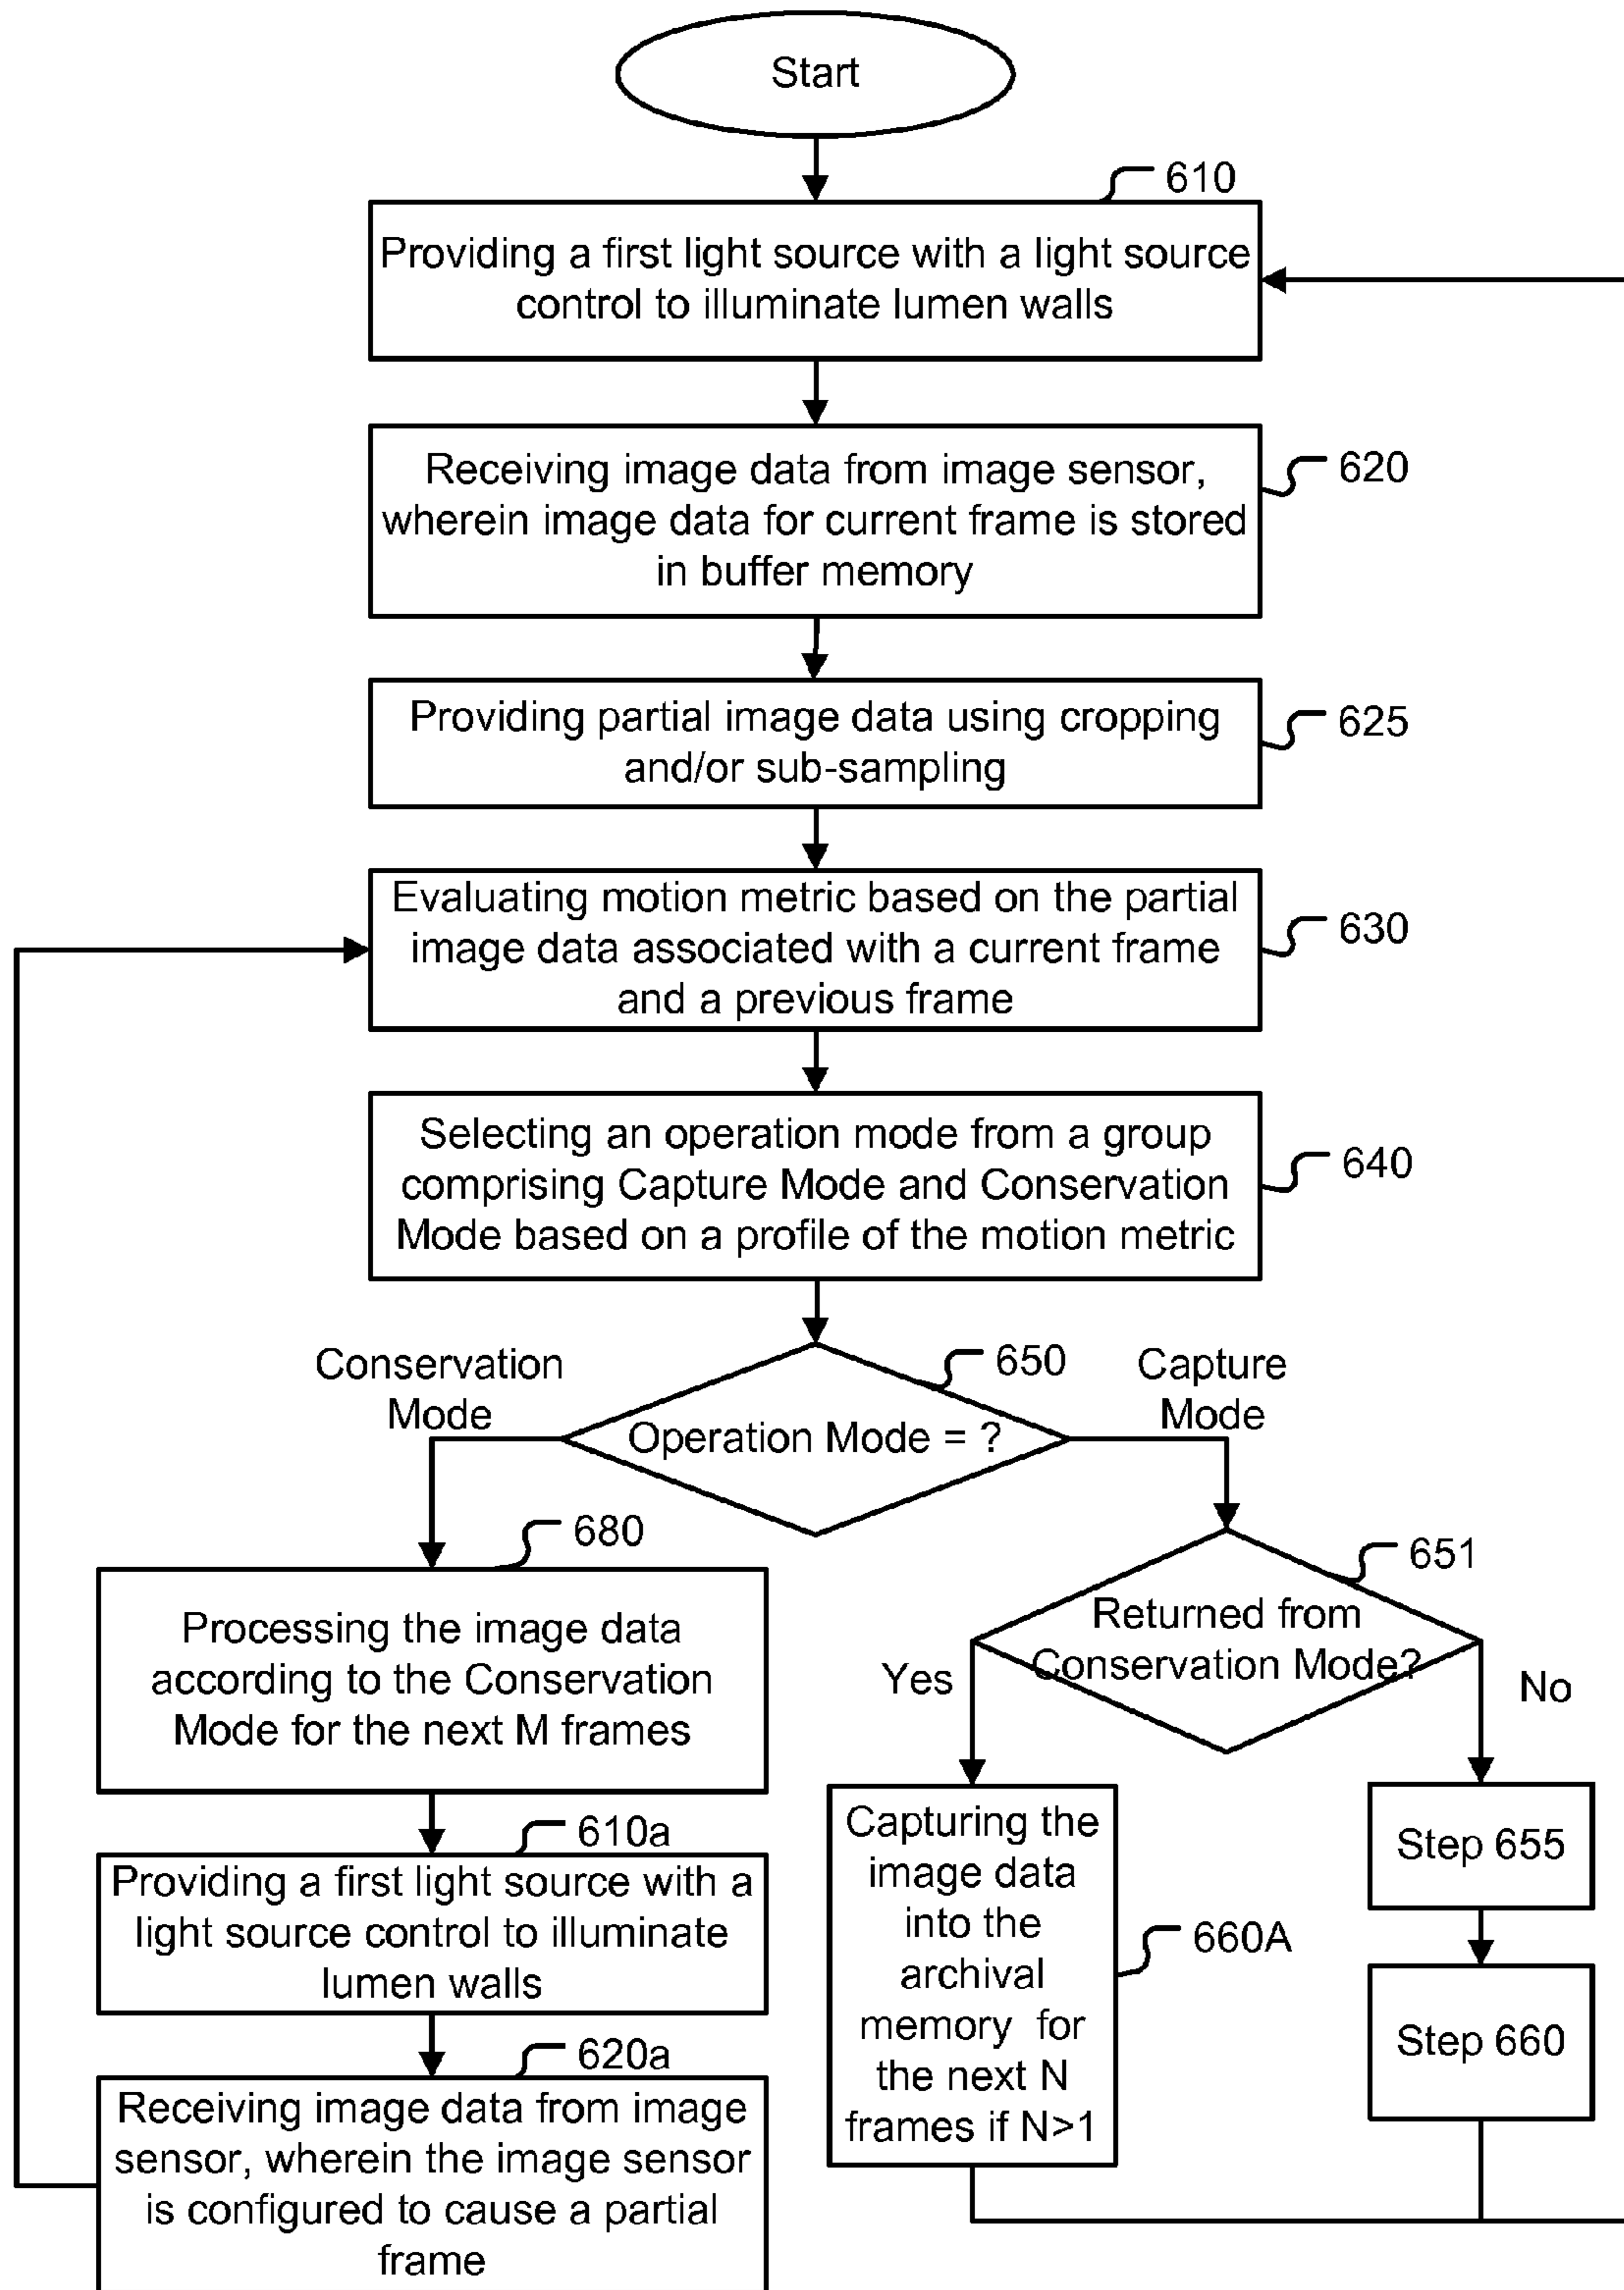 Start
610
Providing a first light source with a light source
control to illuminate lumen walls
Receiving image data from image sensor,
wherein image data for current frame is stored
in buffer memory
620
Providing partial image data using cropping
and/or sub-sampling
625
Evaluating motion metric based on the partial
image data associated with a current frame
and a previous frame
630
Selecting an operation mode from a group
comprising Capture Mode and Conservation
Mode based on a profile of the motion metric
640
Conservation
Mode
650
Capture
Mode
Operation Mode = ?
680
Processing the image data
according to the Conservation
Mode for the next M frames
651
Returned from
Conservation Mode?
Yes
No
610a
Providing a first light source with a
light source control to illuminate
lumen walls
Capturing the
image data
into the
archival
memory for
the next N
frames if N>1
660A
Step 655
Step 660
620a
Receiving image data from image
sensor, wherein the image sensor
is configured to cause a partial
frame